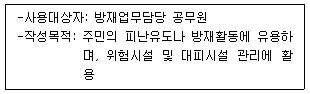 -사용대상자: 방재업무담당 공무원
-작성목적: 주민의 피난유도나 방재활동에 유용하
며, 위험시설 및 대피시설 관리에 활
용